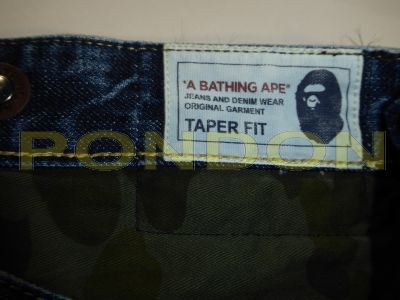 "A BATHING APE"
JEANS AND DENIM WEAR
ORIGINAL GARMENT
TAPER FIT
PONDON